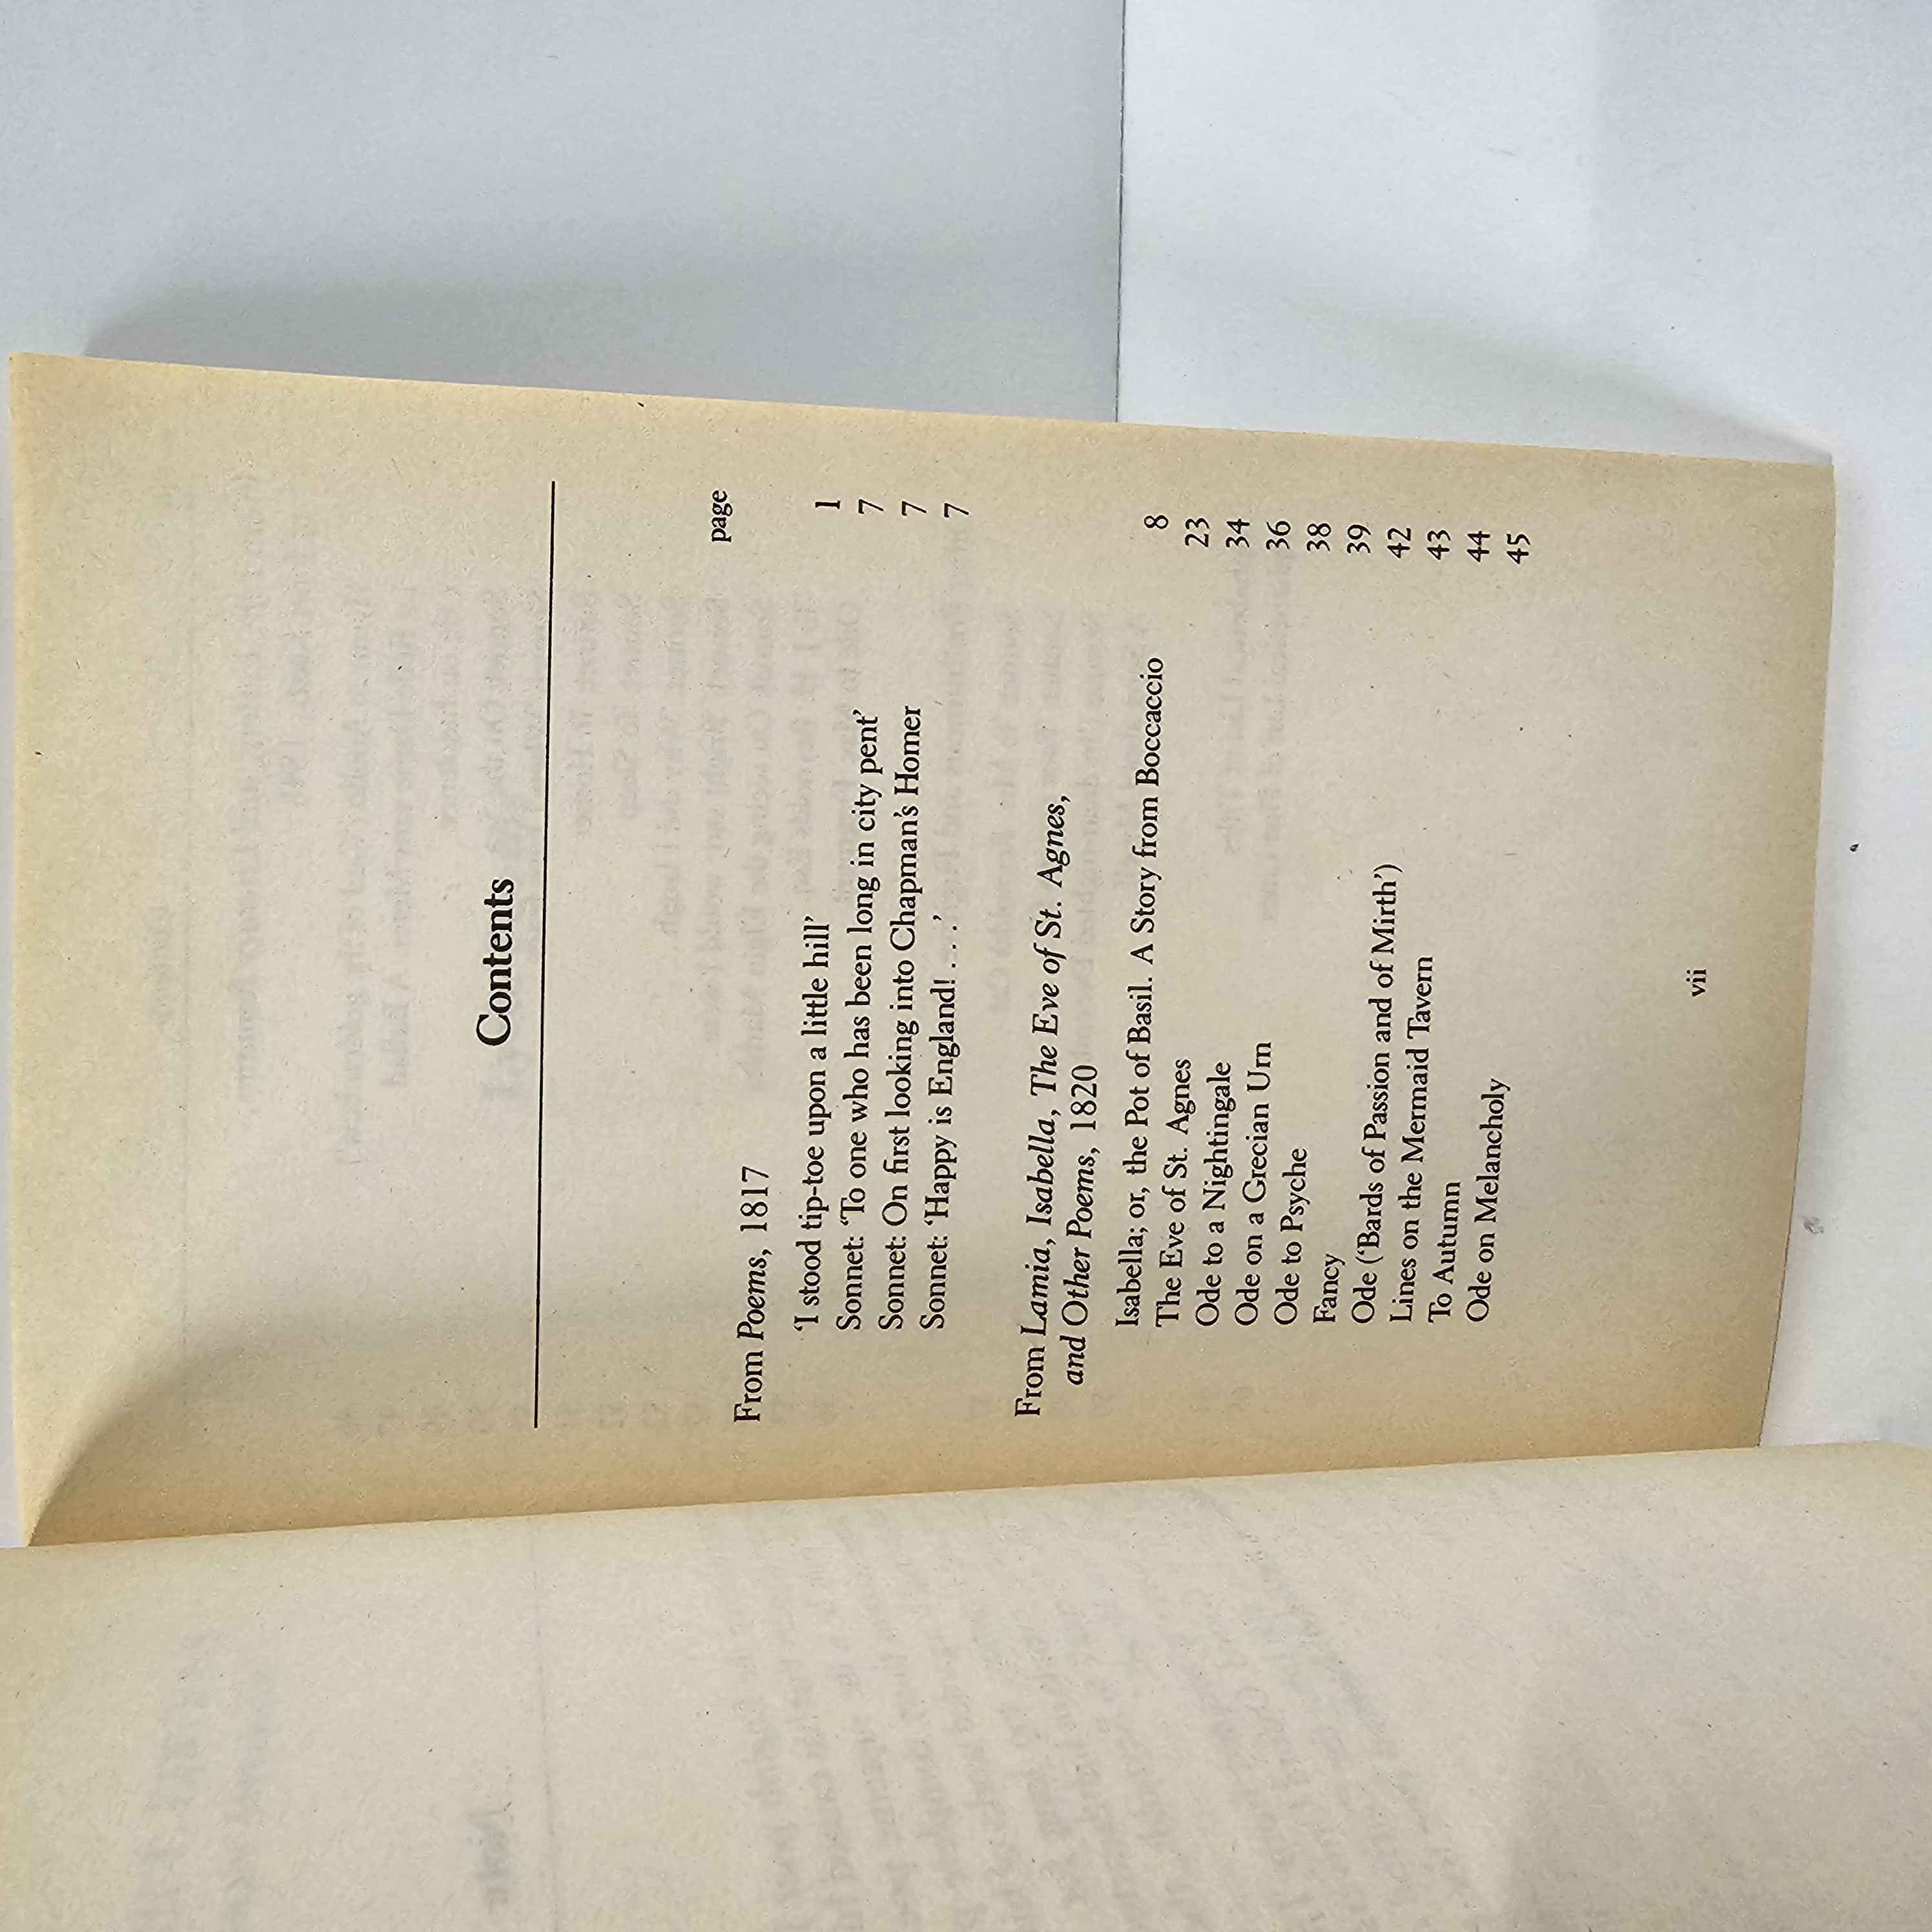 Contents
page
From Poems, 1817
‘I stood tip-toe upon a little hill’ 1
Sonnet: ‘To one who has been long in city pent’ 7
Sonnet: On first looking into Chapman's Homer 7
Sonnet: ‘Happy is England! . . .’ 7
From Lamia, Isabella, The Eve of St. Agnes,
and Other Poems, 1820
Isabella; or, the Pot of Basil. A Story from Boccaccio 8
The Eve of St. Agnes 23
Ode to a Nightingale 34
Ode on a Grecian Urn 36
Ode to Psyche 38
Fancy 39
Ode (‘Bards of Passion and of Mirth’) 42
Lines on the Mermaid Tavern 43
To Autumn 44
Ode on Melancholy 45
vii